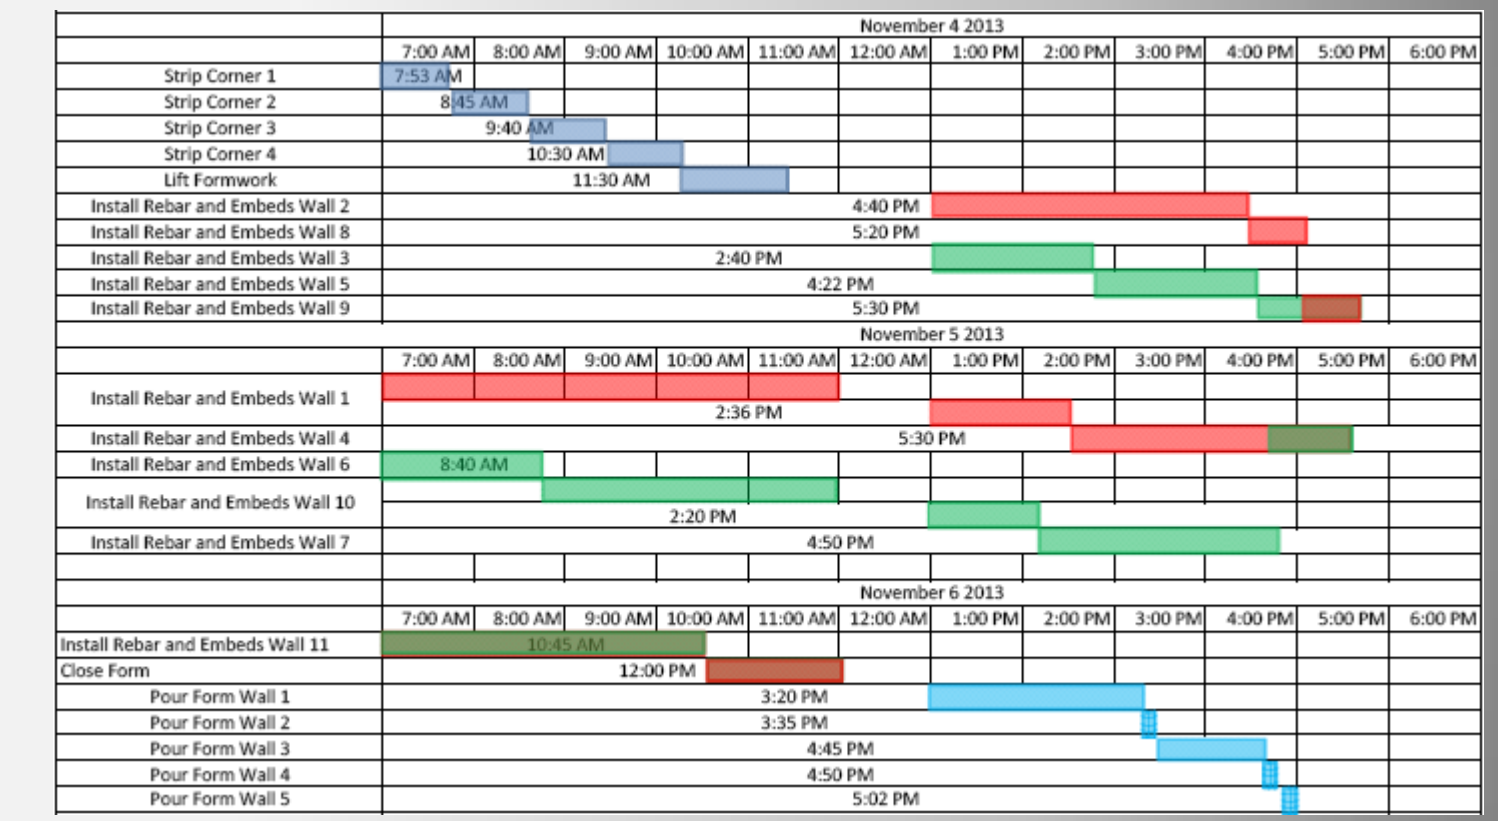 November 4 2013
7:00 AM 8:00 AM 9:00 AM 10:00 AM 11:00 AM 12:00 AM 1:00 PM 2:00 PM 3:00 PM 4:00 PM 5:00 PM 6:00 PM
Strip Corner 1 7:53 AM
Strip Corner 2 8:45 AM
Strip Corner 3 9:40 AM
Strip Corner 4 10:30 AM
Lift Formwork 11:30 AM
Install Rebar and Embeds Wall 2 4:40 PM
Install Rebar and Embeds Wall 8 5:20 PM
Install Rebar and Embeds Wall 3 2:40 PM
Install Rebar and Embeds Wall 5 4:22 PM
Install Rebar and Embeds Wall 9 5:30 PM
November 5 2013
7:00 AM 8:00 AM 9:00 AM 10:00 AM 11:00 AM 12:00 AM 1:00 PM 2:00 PM 3:00 PM 4:00 PM 5:00 PM 6:00 PM
Install Rebar and Embeds Wall 1 2:36 PM
Install Rebar and Embeds Wall 4 5:30 PM
Install Rebar and Embeds Wall 6 8:40 AM
Install Rebar and Embeds Wall 10 2:20 PM
Install Rebar and Embeds Wall 7 4:50 PM
November 6 2013
7:00 AM 8:00 AM 9:00 AM 10:00 AM 11:00 AM 12:00 AM 1:00 PM 2:00 PM 3:00 PM 4:00 PM 5:00 PM 6:00 PM
Install Rebar and Embeds Wall 11 10:45 AM
Close Form 12:00 PM
Pour Form Wall 1 3:20 PM
Pour Form Wall 2 3:35 PM
Pour Form Wall 3 4:45 PM
Pour Form Wall 4 4:50 PM
Pour Form Wall 5 5:02 PM